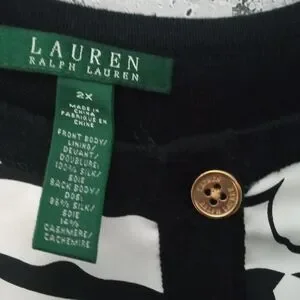 LAUREN
RALPH LAUREN
2X
MADE IN
CHINA
FABRIQUE EN
CHINE
FRONT BODY/
LINING/
DEVANT/
DOUBLURE:
100% SILK/
SOIE
BACK BODY/
DOS:
86% SILK/
SOIE
14%
CASHMERE/
CACHEMIRE